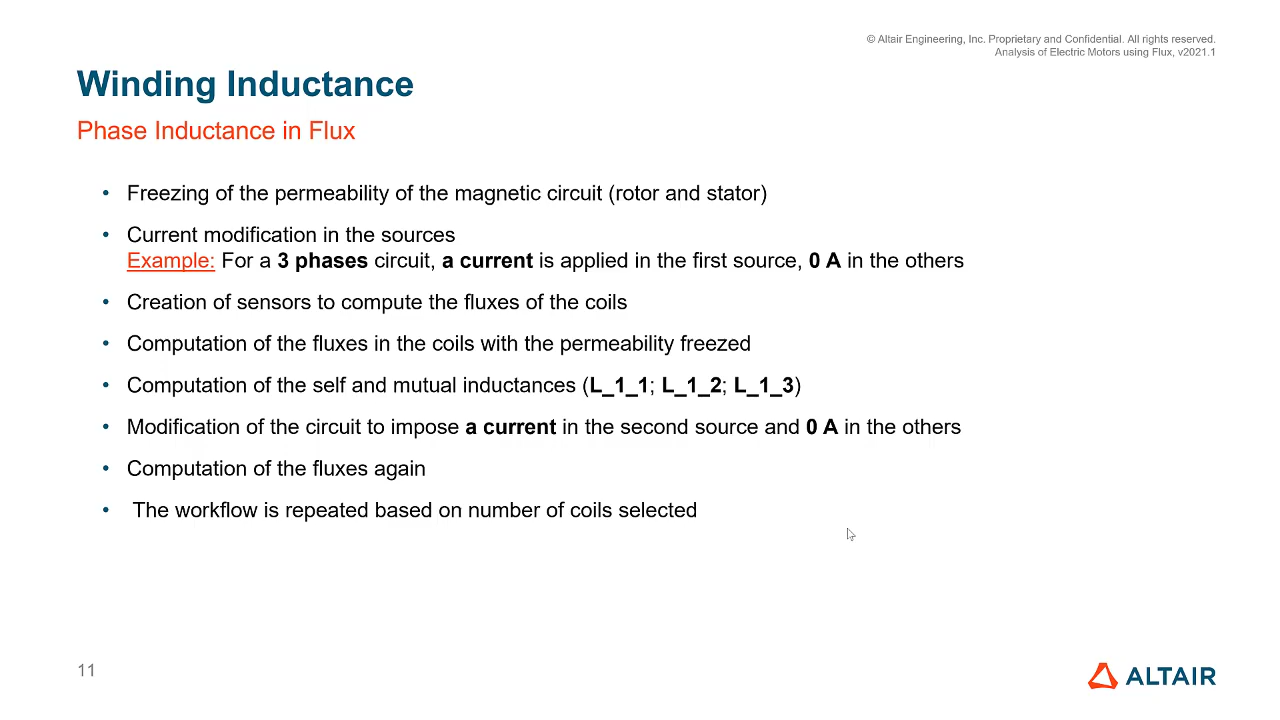 © Altair Engineering, Inc. Proprietary and Confidential. All rights reserved.
Analysis of Electric Motors using Flux, v2021.1
Winding Inductance
Phase Inductance in Flux
• Freezing of the permeability of the magnetic circuit (rotor and stator)
• Current modification in the sources
Example: For a 3 phases circuit, a current is applied in the first source, 0 A in the others
• Creation of sensors to compute the fluxes of the coils
• Computation of the fluxes in the coils with the permeability freezed
• Computation of the self and mutual inductances (L_1_1; L_1_2; L_1_3)
• Modification of the circuit to impose a current in the second source and 0 A in the others
• Computation of the fluxes again
• The workflow is repeated based on number of coils selected
11
ALTAIR